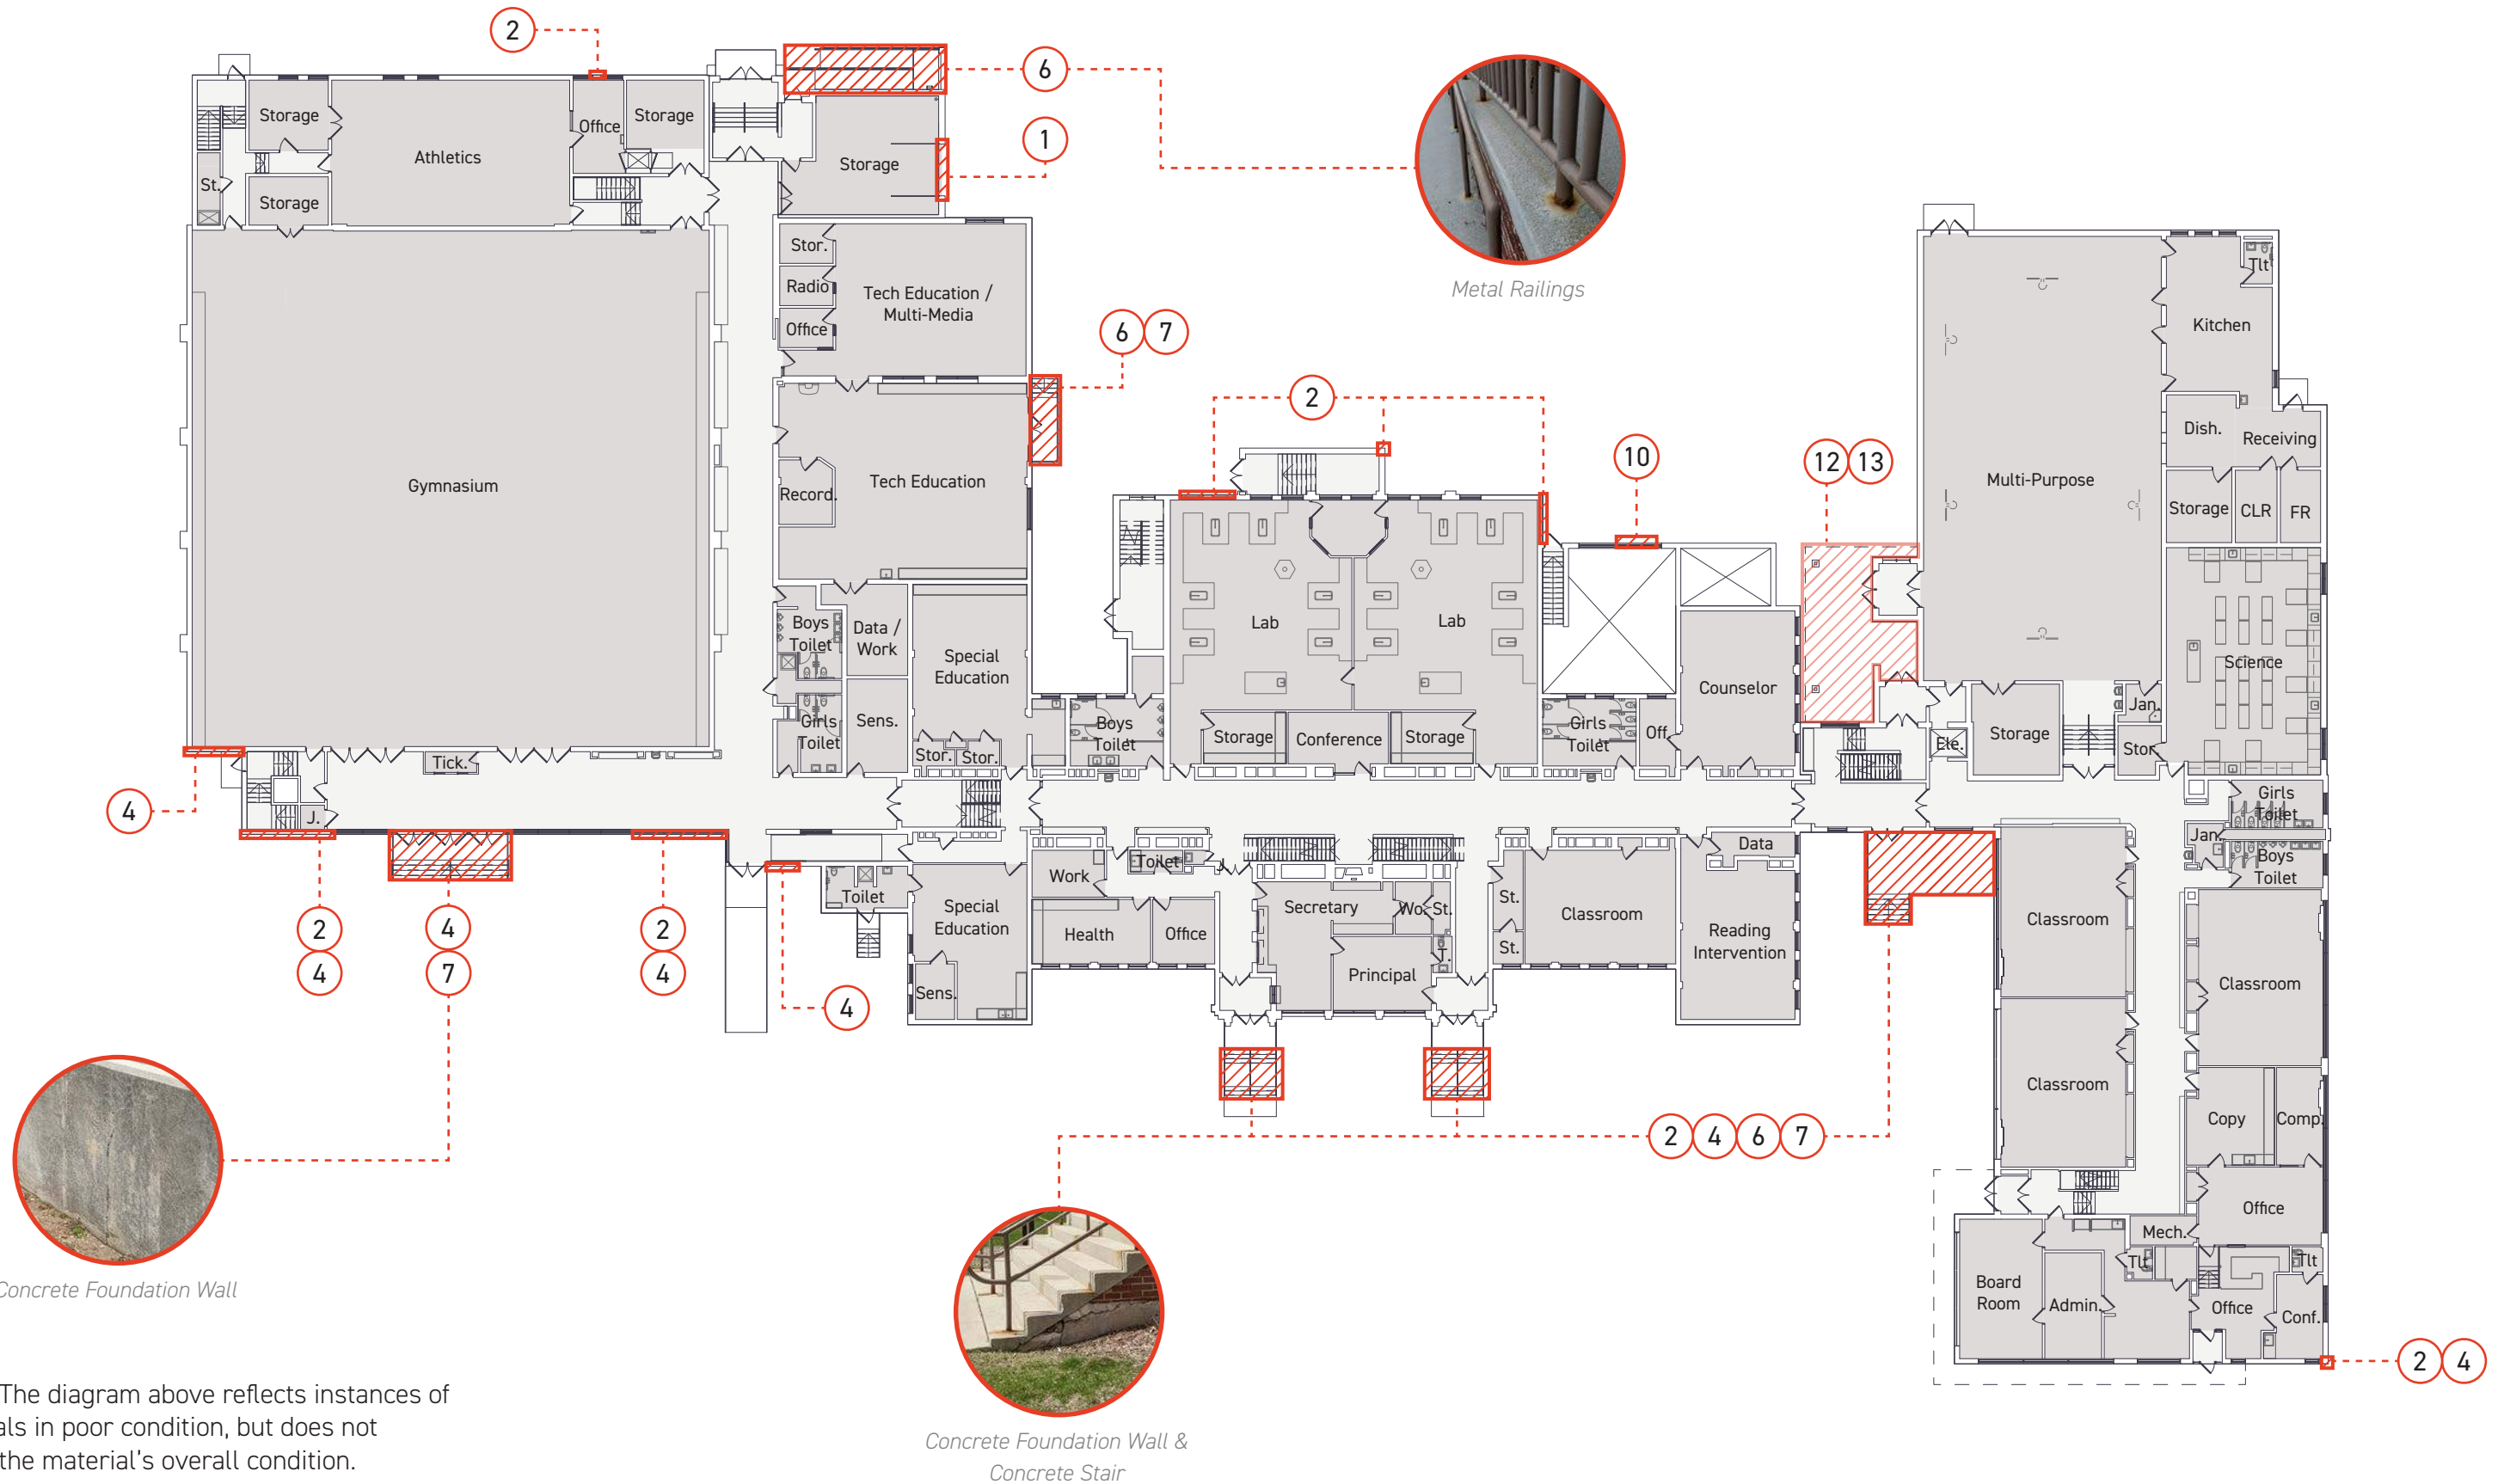 2
6
1
Storage
Athletics
Office
Storage
Storage
St.
Storage
Metal Railings
Stor.
Radio
Office
Tech Education /
Multi-Media
Tlt
Kitchen
6
7
2
10
12
13
Dish.
Receiving
Multi-Purpose
Storage
CLR
FR
Gymnasium
Record.
Tech Education
Boys
Toilet
Data /
Work
Special
Education
Lab
Lab
Counselor
Science
Girls
Toilet
Sens.
Stor.
Stor.
Boys
Toilet
Storage
Conference
Storage
Girls
Toilet
Off.
Ele.
Storage
Jan.
Stor.
Tick.
4
J.
Girls
Toilet
Jan.
Boys
Toilet
Data
Work
Toilet
J.
Toilet
Special
Education
Health
Office
Secretary
Wo.
St.
T.
Principal
St.
St.
Classroom
Reading
Intervention
Classroom
Classroom
2
4
4
7
2
4
4
Sens.
Classroom
Copy
Comp.
2
4
6
7
Office
Mech.
Tlt
Tlt
Board
Room
Admin.
Office
Conf.
2
4
Concrete Foundation Wall
The diagram above reflects instances of
als in poor condition, but does not
the material's overall condition.
Concrete Foundation Wall &
Concrete Stair